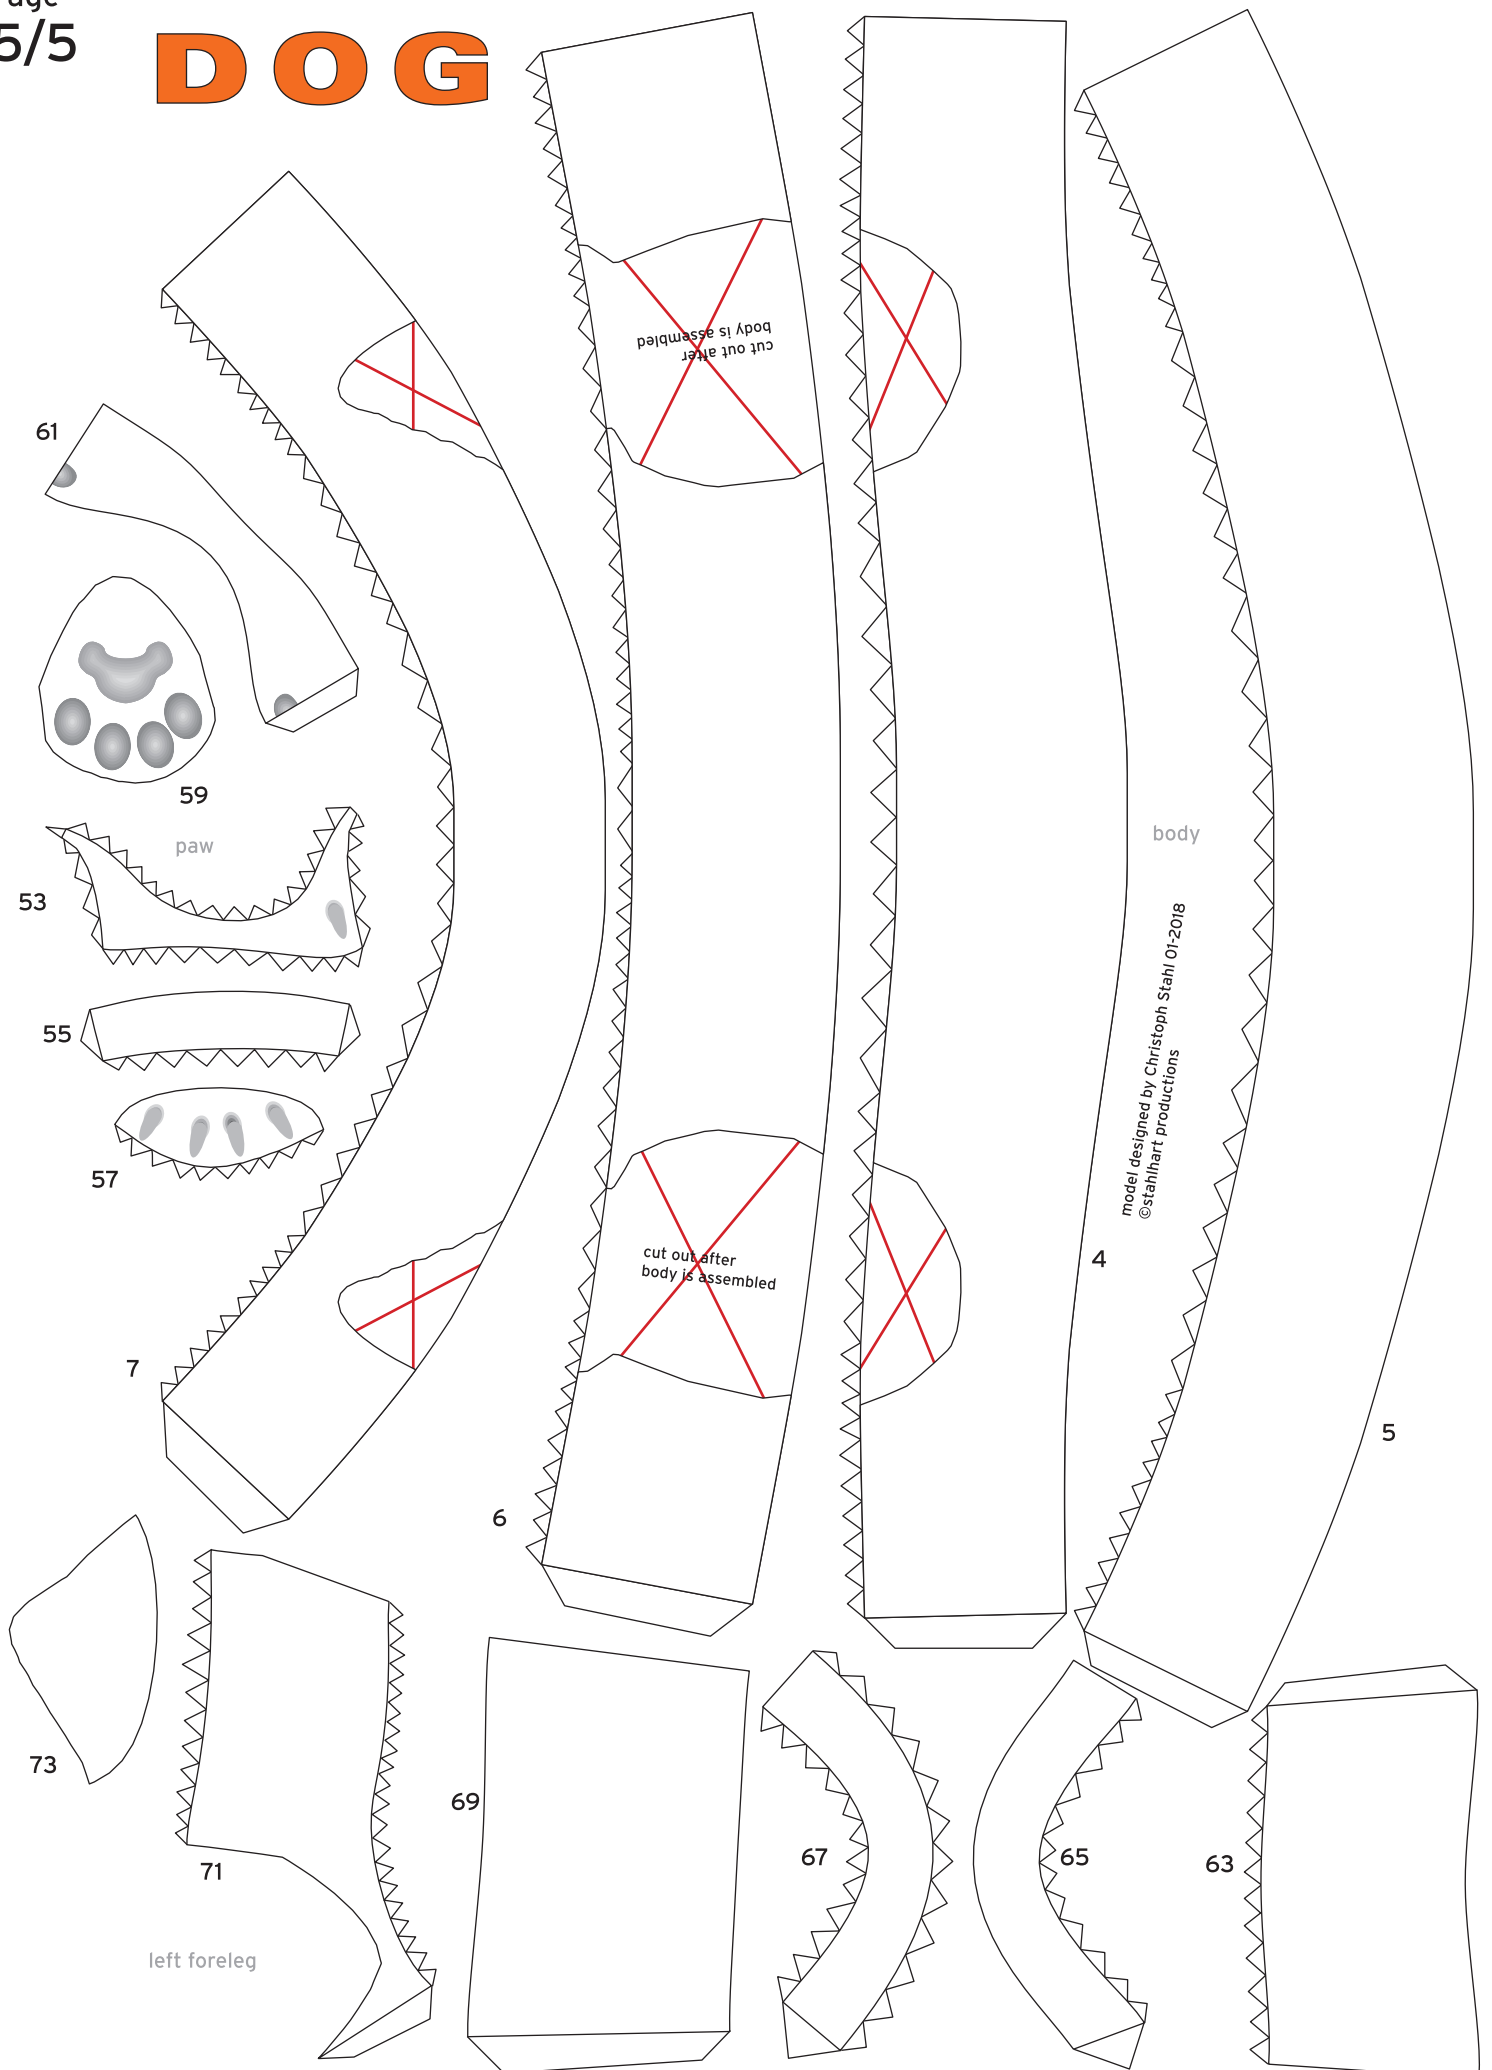 5/5
DOG
cut out after
body is assembled
61
59
paw
body
53
model designed by Christoph Stahl 01-2018
©stahlhart productions
55
57
cut out after
body is assembled
4
7
5
6
73
69
67
65
63
71
left foreleg